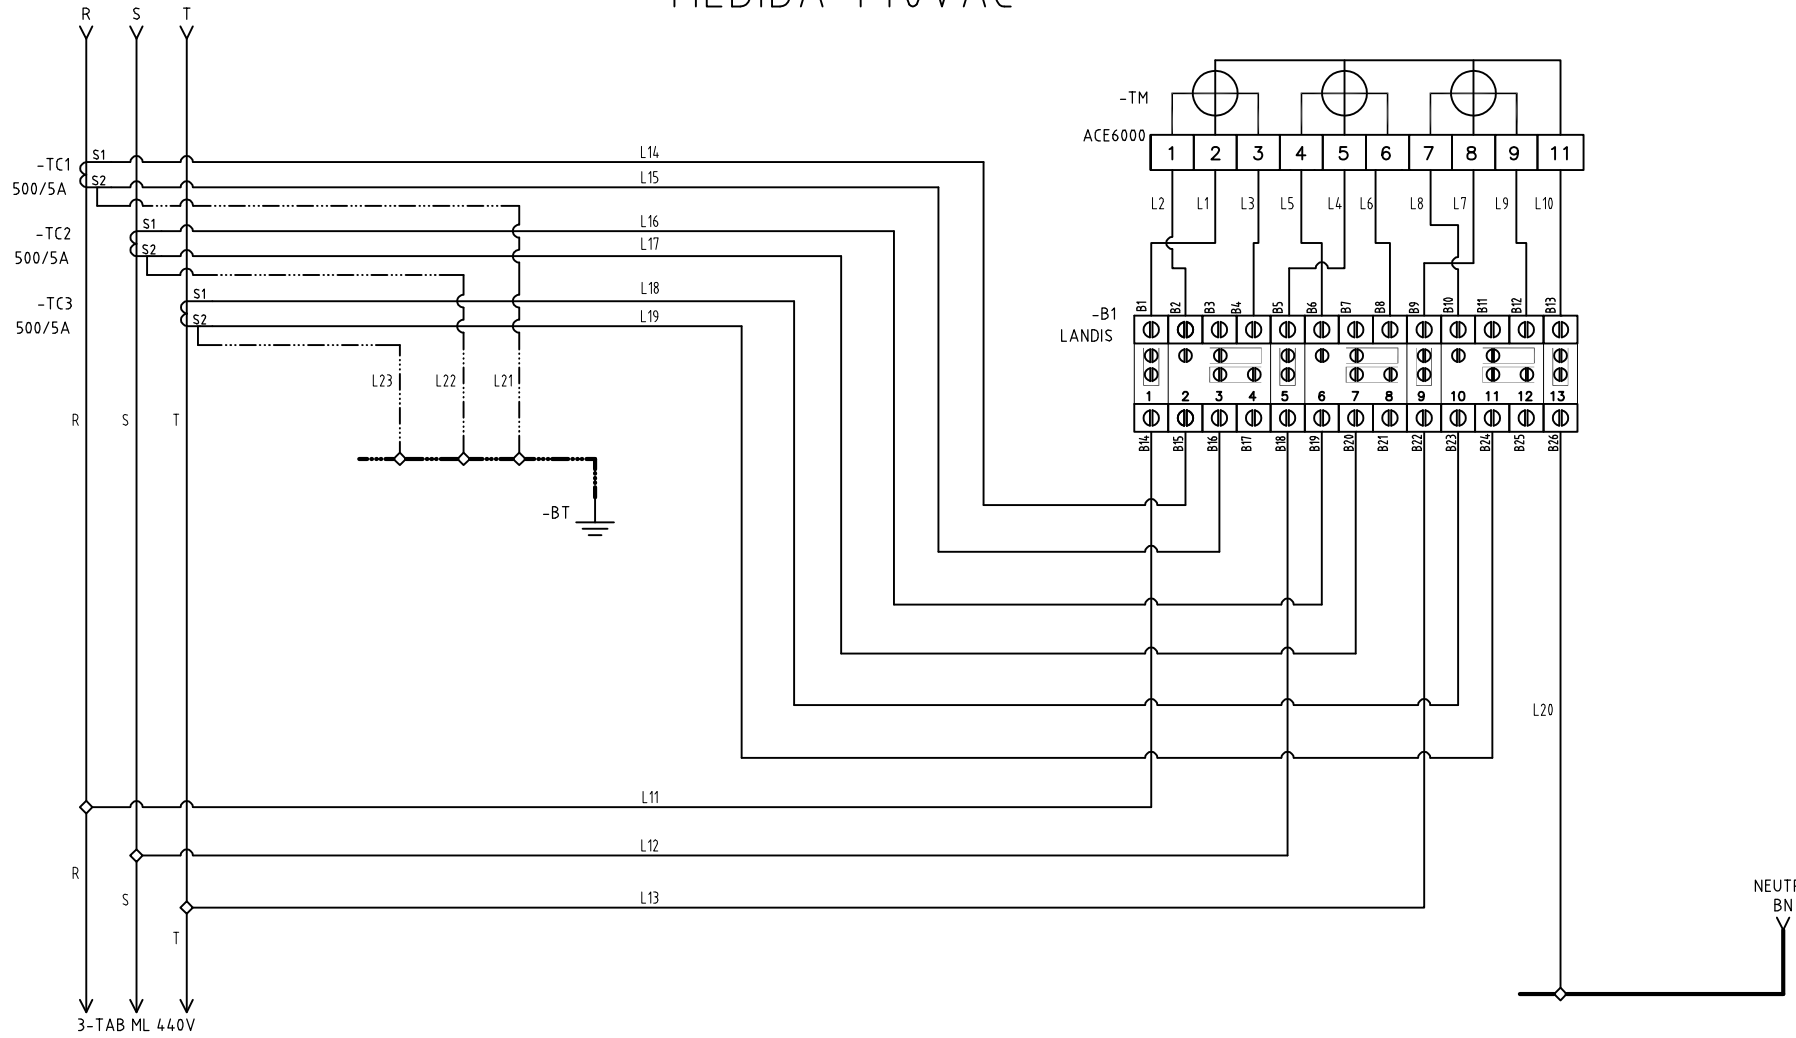 MEDIDA 440VAC
R S T
-TM
ACE6000
1 2 3 4 5 6 7 8 9 11
-TC1
500/5A
S1
S2
L14
L15
-TC2
500/5A
S1
S2
L16
L17
-TC3
500/5A
S1
S2
L18
L19
L2 L1 L3 L5 L4 L6 L8 L7 L9 L10
B1 B2 B3 B4 B5 B6 B7 B8 B9 B10 B11 B12 B13
-B1
LANDIS
1 2 3 4 5 6 7 8 9 10 11 12 13
B14 B15 B16 B17 B18 B19 B20 B21 B22 B23 B24 B25 B26
L23 L22 L21
R S T
-BT
L20
L11
L12
L13
R
S
T
BN
3-TAB ML 440V